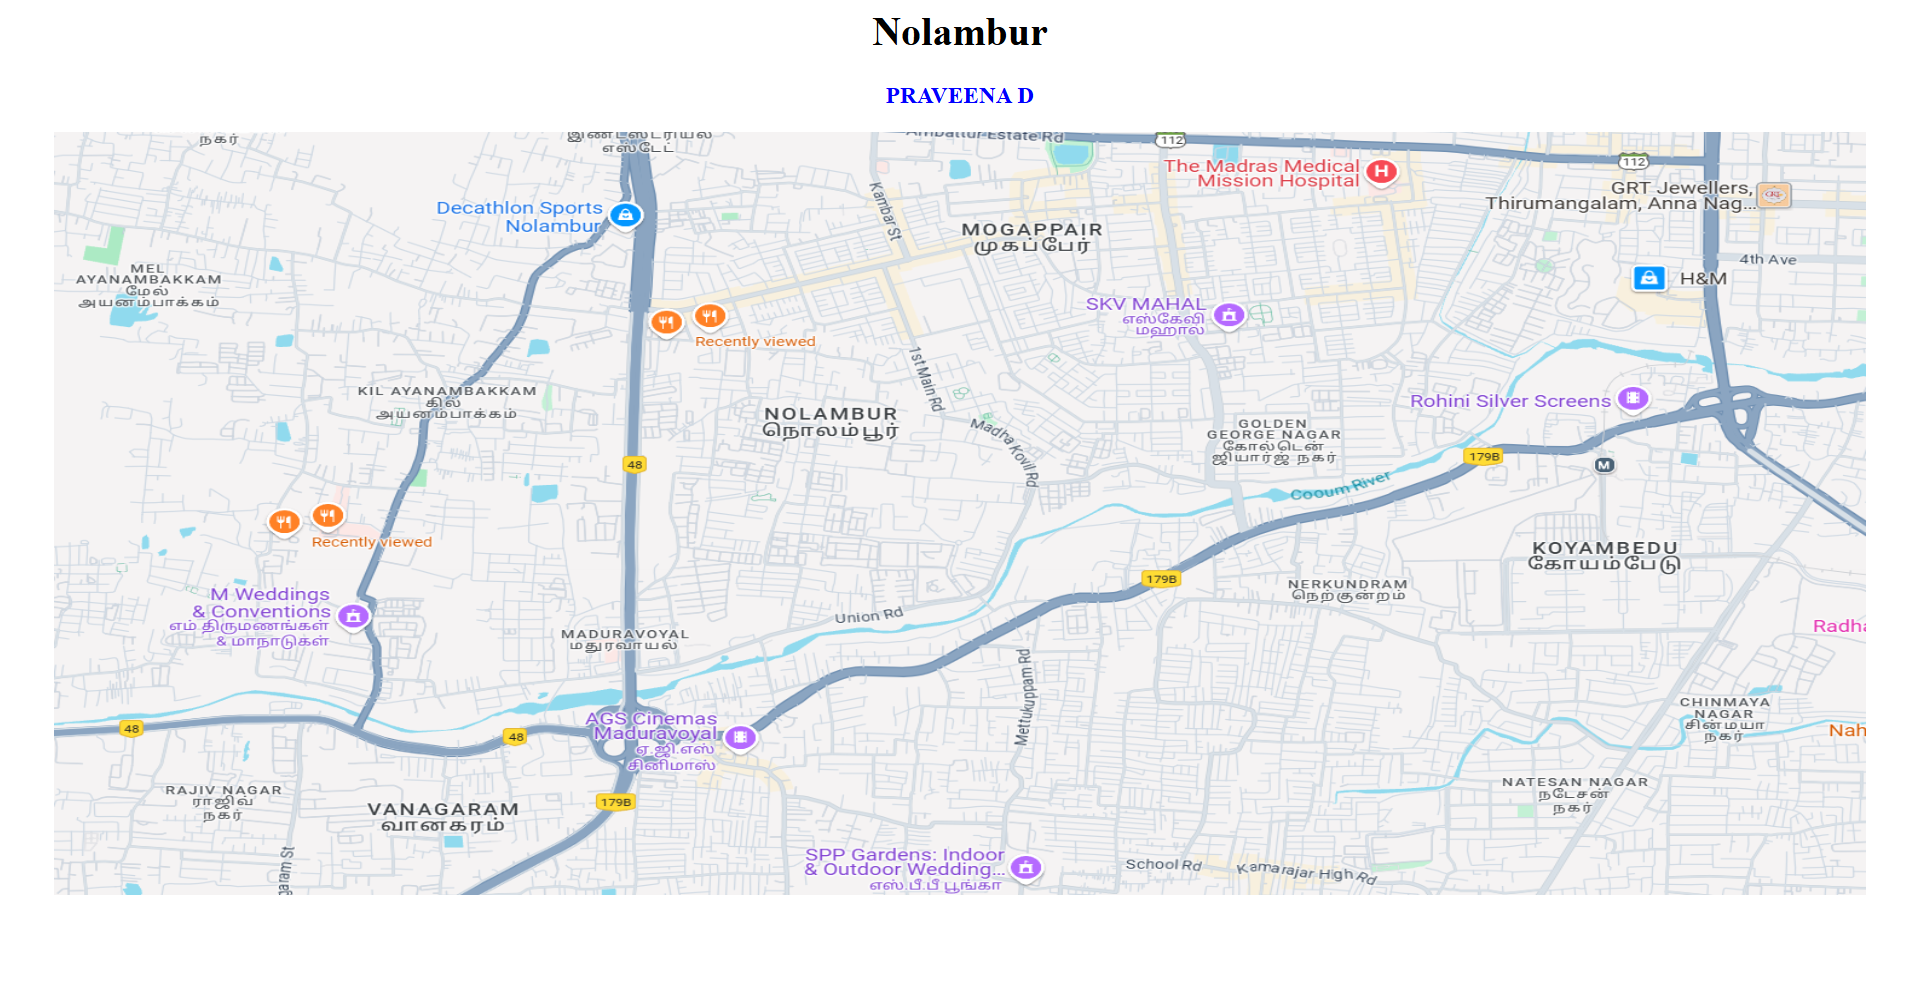 Nolambur
PRAVEENA D
நகர்
எஸ்டேட்
Ambattur Estate Rd
112
112
The Madras Medical
Mission Hospital
GRT Jewellers,
Thirumangalam, Anna Nag...
Kambar St
Decathlon Sports
Nolambur
MOGAPPAIR
முகப்பேர்
4th Ave
H&M
MEL
AYANAMBAKKAM
மேல்
அயனம்பாக்கம்
SKV MAHAL
எஸ்கேவி
மஹால்
Recently viewed
1st Main Rd
KIL AYANAMBAKKAM
கில்
அயனம்பாக்கம்
Rohini Silver Screens
NOLAMBUR
நொலம்பூர்
Madha Kovil Rd
GOLDEN
GEORGE NAGAR
கோல்டென்
ஜியார்ஜ் நகர்
48
179B
M
Cooum River
Recently viewed
KOYAMBEDU
கோயம்பேடு
179B
NERKUNDRAM
நெற்குன்றம்
M Weddings
& Conventions
எம் திருமணங்கள்
& மாநாடுகள்
Union Rd
MADURAVOYAL
மதுரவாயல்
Radha
Mettukuppam Rd
CHINMAYA
NAGAR
சின்மயா
நகர்
48
48
AGS Cinemas
Maduravoyal
ஏ.ஜி.எஸ்
சினிமாஸ்
Nah
RAJIV NAGAR
ராஜிவ்
நகர்
NATESAN NAGAR
நடேசன்
நகர்
179B
VANAGARAM
வானகரம்
garam St
SPP Gardens: Indoor
& Outdoor Wedding...
எஸ்.பீ.பீ பூங்கா
School Rd
Kamarajar High Rd